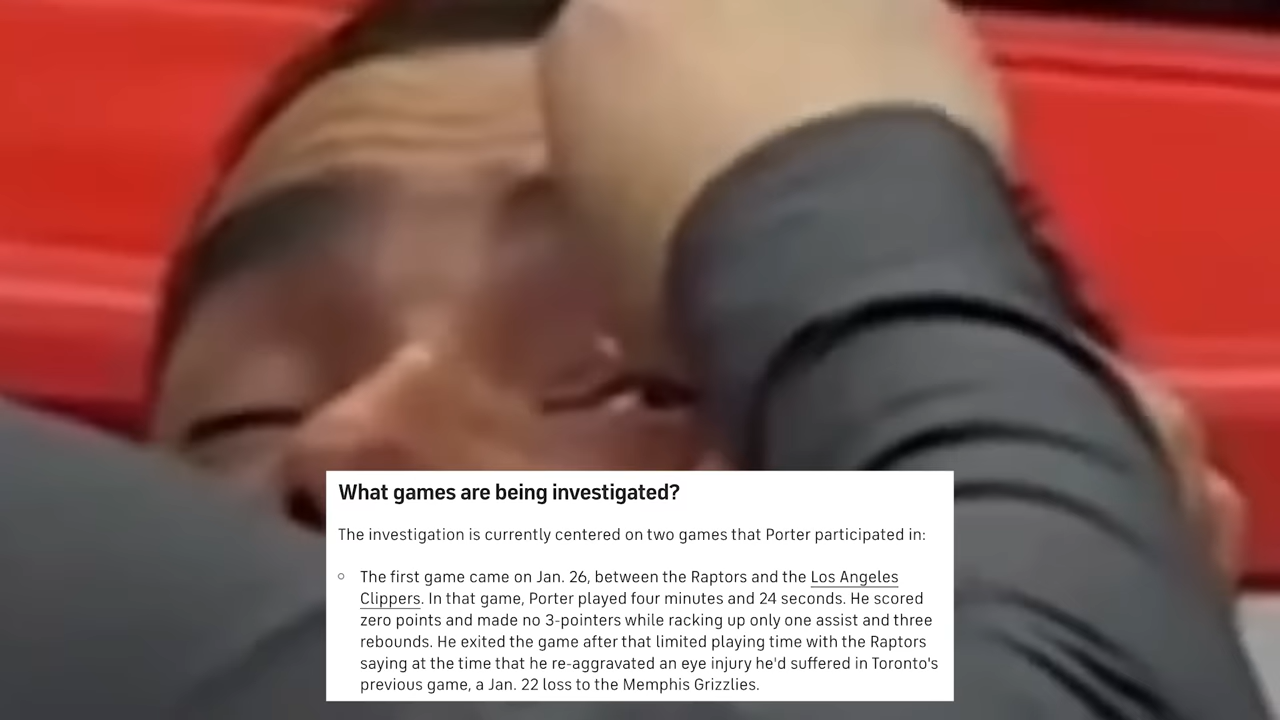 What games are being investigated?
The investigation is currently centered on two games that Porter participated in:
The first game came on Jan. 26, between the Raptors and the Los Angeles
Clippers. In that game, Porter played four minutes and 24 seconds. He scored
zero points and made no 3-pointers while racking up only one assist and three
rebounds. He exited the game after that limited playing time with the Raptors
saying at the time that he re-aggravated an eye injury he'd suffered in Toronto's
previous game, a Jan. 22 loss to the Memphis Grizzlies.